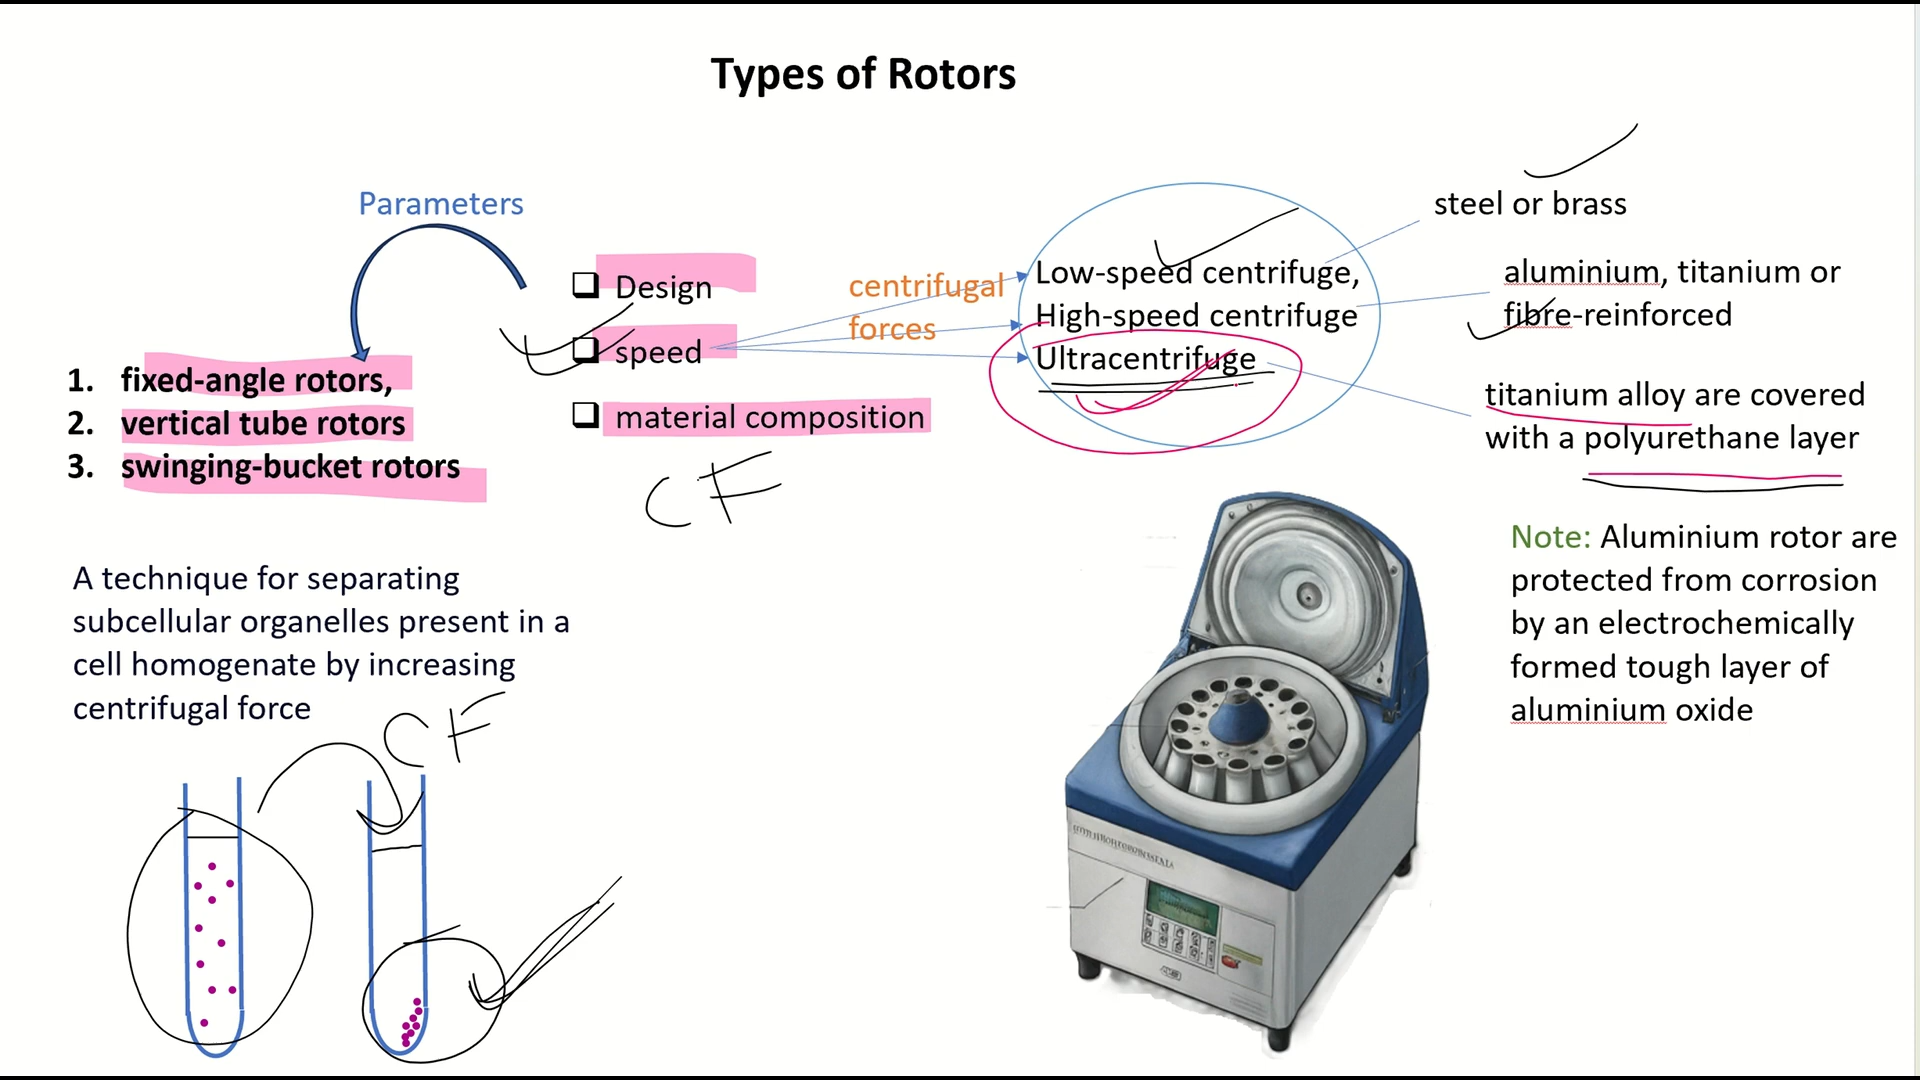 Types of Rotors
Parameters
Design
speed
material composition
CF
centrifugal
forces
Low-speed centrifuge,
High-speed centrifuge
Ultracentrifuge
steel or brass
aluminium, titanium or
fibre-reinforced
titanium alloy are covered
with a polyurethane layer
1. fixed-angle rotors,
2. vertical tube rotors
3. swinging-bucket rotors
Note: Aluminium rotor are
protected from corrosion
by an electrochemically
formed tough layer of
aluminium oxide
A technique for separating
subcellular organelles present in a
cell homogenate by increasing
centrifugal force
CF